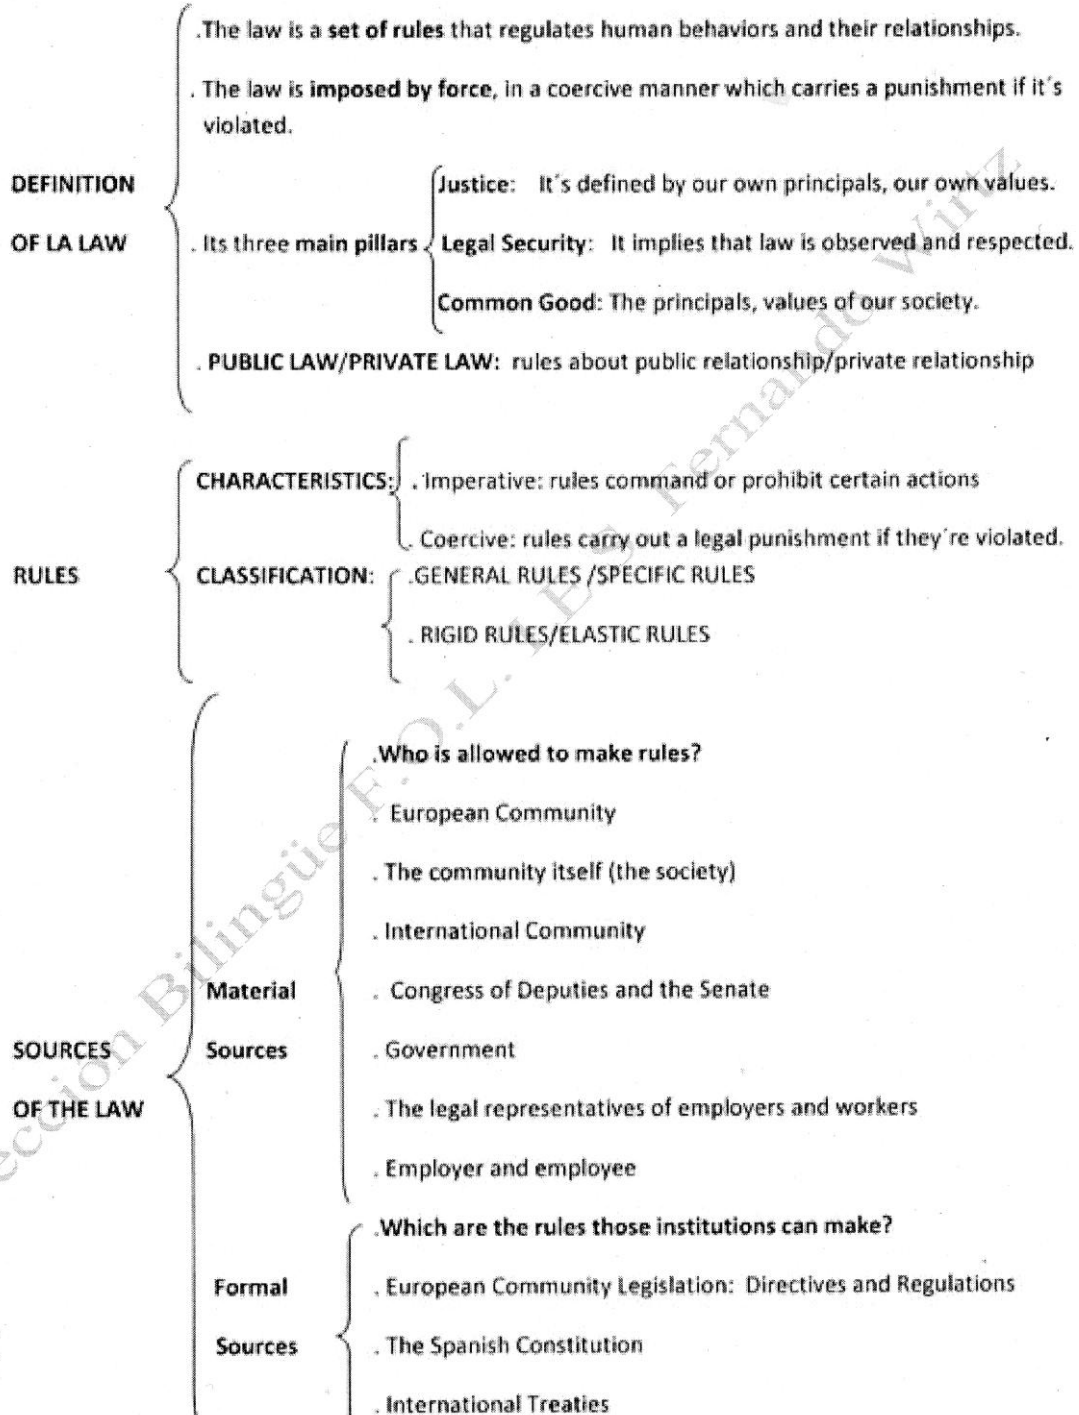 .The law is a set of rules that regulates human behaviors and their relationships.
. The law is imposed by force, in a coercive manner which carries a punishment if it´s
violated.
DEFINITION
OF LA LAW
. Its three main pillars
Justice: It´s defined by our own principals, our own values.
Legal Security: It implies that law is observed and respected.
Common Good: The principals, values of our society.
. PUBLIC LAW/PRIVATE LAW: rules about public relationship/private relationship
RULES
CHARACTERISTICS:
. Imperative: rules command or prohibit certain actions
. Coercive: rules carry out a legal punishment if they´re violated.
CLASSIFICATION:
.GENERAL RULES /SPECIFIC RULES
. RIGID RULES/ELASTIC RULES
SOURCES
OF THE LAW
Material
Sources
.Who is allowed to make rules?
. European Community
. The community itself (the society)
. International Community
. Congress of Deputies and the Senate
. Government
. The legal representatives of employers and workers
. Employer and employee
Formal
Sources
.Which are the rules those institutions can make?
. European Community Legislation: Directives and Regulations
. The Spanish Constitution
. International Treaties
ección Bilingüe F.O.L. I.E.S Fernando Wirtz